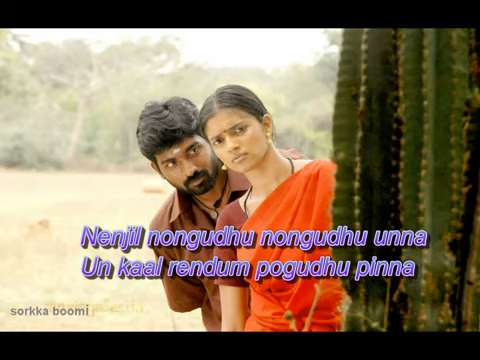 Nenjil nongudhu nongudhu unna
Un kaal rendum pogudhu pinna
sorkka boomi